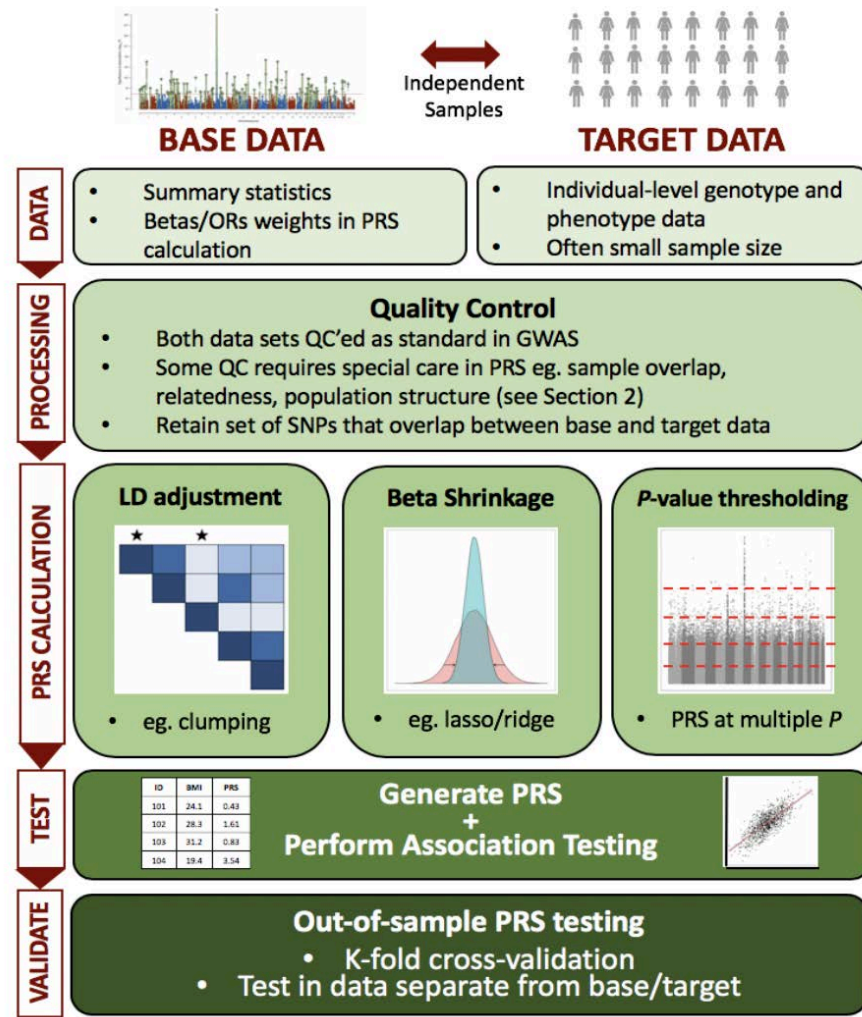 Independent
Samples
BASE DATA
TARGET DATA
DATA
• Summary statistics
• Betas/ORs weights in PRS
calculation
• Individual-level genotype and
phenotype data
• Often small sample size
PROCESSING
Quality Control
• Both data sets QC’ed as standard in GWAS
• Some QC requires special care in PRS eg. sample overlap,
relatedness, population structure (see Section 2)
• Retain set of SNPs that overlap between base and target data
PRS CALCULATION
LD adjustment
★ ★
• eg. clumping
Beta Shrinkage
• eg. lasso/ridge
P-value thresholding
• PRS at multiple P
TEST
ID BMI PRS
101 24.1 0.43
102 28.3 1.61
103 31.2 0.83
104 19.4 3.54
Generate PRS
+
Perform Association Testing
VALIDATE
Out-of-sample PRS testing
• K-fold cross-validation
• Test in data separate from base/target